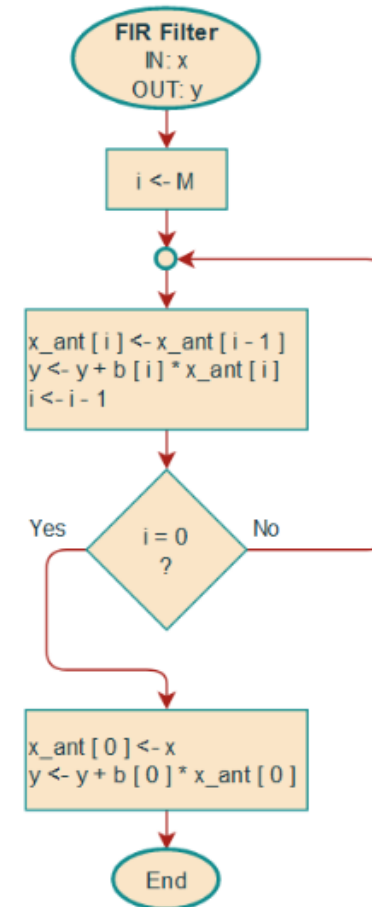 FIR Filter
IN: x
OUT: y
i <- M
x_ant [ i ] <- x_ant [ i - 1 ]
y <- y + b [ i ] * x_ant [ i ]
i <- i - 1
Yes
i = 0
?
No
x_ant [ 0 ] <- x
y <- y + b [ 0 ] * x_ant [ 0 ]
End